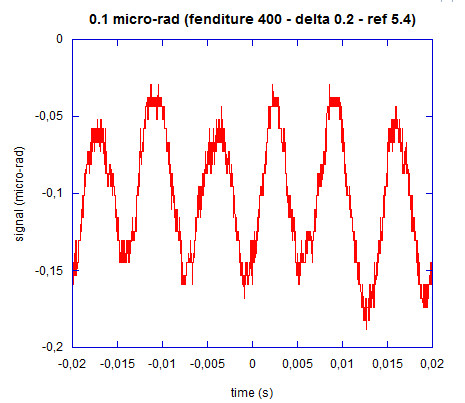 0.1 micro-rad (fenditure 400 - delta 0.2 - ref 5.4)
0
-0,05
-0,1
-0,15
-0,2
signal (micro-rad)
-0,02 -0,015 -0,01 -0,005 0 0,005 0,01 0,015 0,02
time (s)